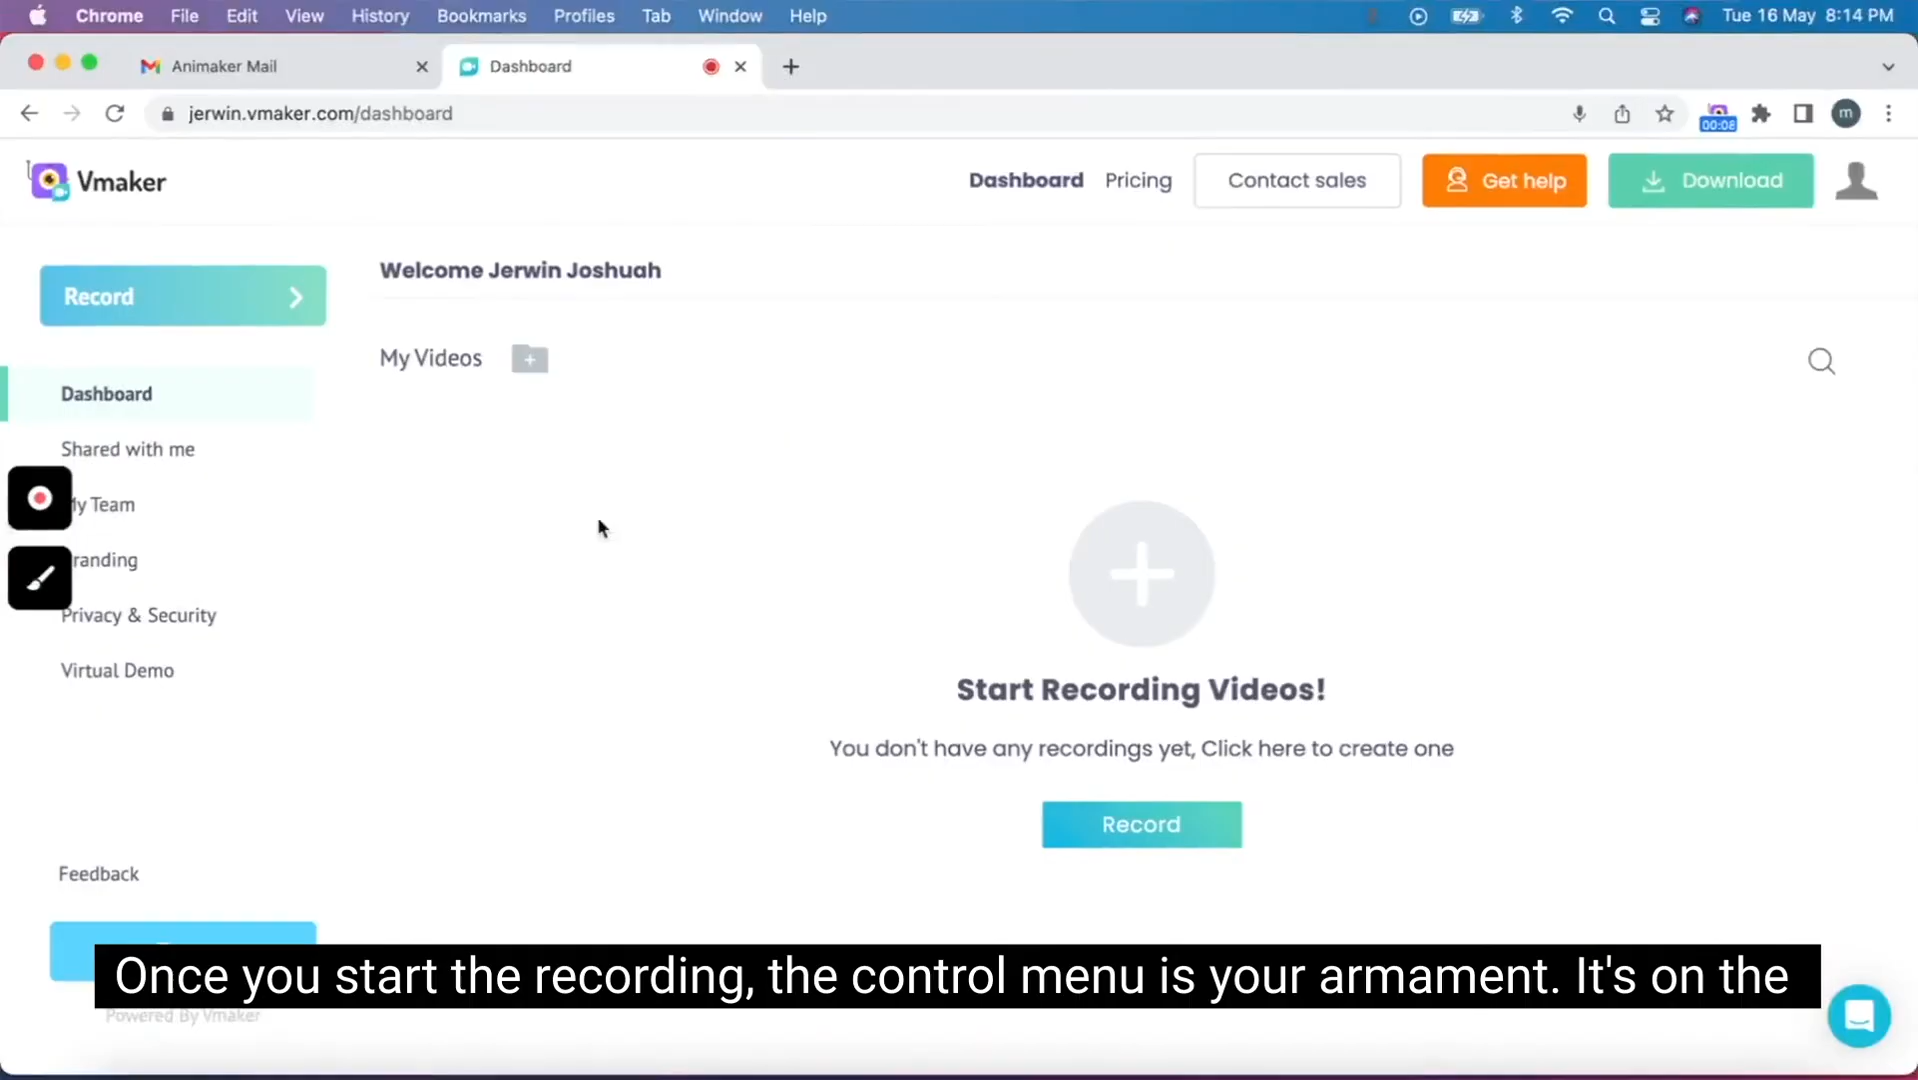 Chrome File Edit View History Bookmarks Profiles Tab Window Help Tue 16 May 8:14 PM
Animaker Mail Dashboard
jerwin.vmaker.com/dashboard 00:08 m
Vmaker Dashboard Pricing Contact sales Get help Download
Record
Welcome Jerwin Joshuah
My Videos
Dashboard
Shared with me
My Team
randing
Privacy & Security
Virtual Demo
Start Recording Videos!
You don't have any recordings yet, Click here to create one
Record
Feedback
Once you start the recording, the control menu is your armament. It's on the
Powered By Vmaker